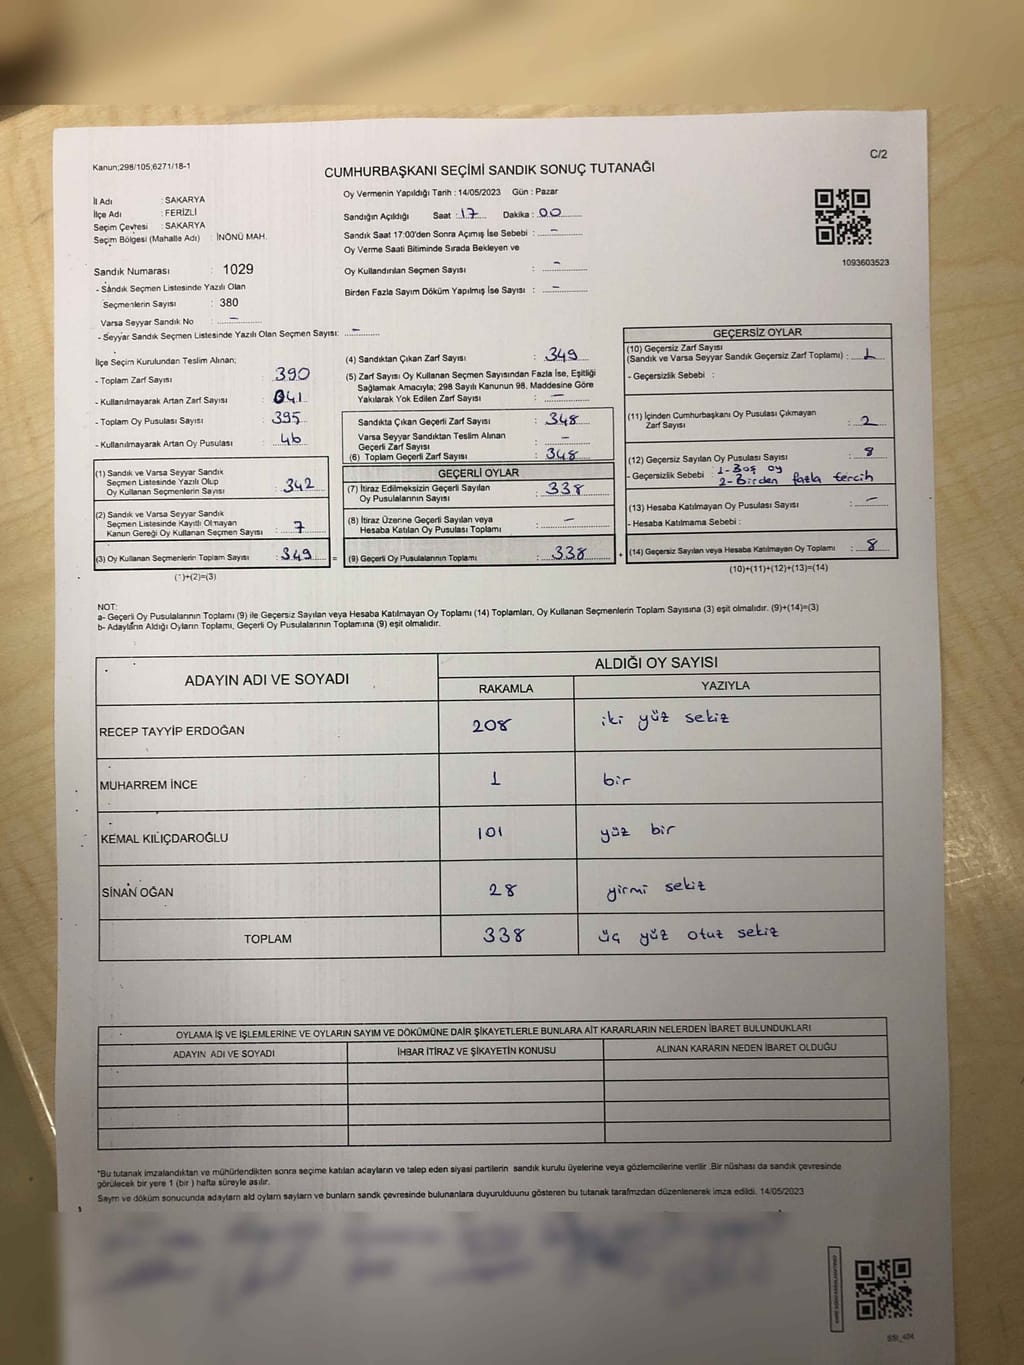 Kanun;298/105;6271/18-1
C/2
CUMHURBAŞKANI SEÇİMİ SANDIK SONUÇ TUTANAĞI
İl Adı : SAKARYA
İlçe Adı : FERİZLİ
Seçim Çevresi : SAKARYA
Seçim Bölgesi (Mahalle Adı) : İNÖNÜ MAH.
Sandık Numarası : 1029
- Sandık Seçmen Listesinde Yazılı Olan
Seçmenlerin Sayısı : 380
Varsa Seyyar Sandık No : –
- Seyyar Sandık Seçmen Listesinde Yazılı Olan Seçmen Sayısı: –
Oy Vermenin Yapıldığı Tarih : 14/05/2023 Gün : Pazar
Sandığın Açıldığı Saat : 17 Dakika : 00
Sandık Saat 17:00'den Sonra Açımış İse Sebebi : –
Oy Verme Saati Bitiminde Sırada Bekleyen ve
Oy Kullandırılan Seçmen Sayısı : –
Birden Fazla Sayım Döküm Yapılmış İse Sayısı : –
1093603523
İlçe Seçim Kurulundan Teslim Alınan;
- Toplam Zarf Sayısı : 390
- Kullanılmayarak Artan Zarf Sayısı : 041
- Toplam Oy Pusulası Sayısı : 395
- Kullanılmayarak Artan Oy Pusulası : 46
(1) Sandık ve Varsa Seyyar Sandık
Seçmen Listesinde Yazılı Olup
Oy Kullanan Seçmenlerin Sayısı : 342
(2) Sandık ve Varsa Seyyar Sandık
Seçmen Listesinde Kayıtlı Olmayan
Kanun Gereği Oy Kullanan Seçmen Sayısı : 7
(3) Oy Kullanan Seçmenlerin Toplam Sayısı : 349 =
(1)+(2)=(3)
(4) Sandıktan Çıkan Zarf Sayısı : 349
(5) Zarf Sayısı Oy Kullanan Seçmen Sayısından Fazla İse, Eşitliği
Sağlamak Amacıyla; 298 Sayılı Kanunun 98. Maddesine Göre
Yakılarak Yok Edilen Zarf Sayısı : –
Sandıkta Çıkan Geçerli Zarf Sayısı : 348
Varsa Seyyar Sandıktan Teslim Alınan
Geçerli Zarf Sayısı : –
(6) Toplam Geçerli Zarf Sayısı : 348
GEÇERLİ OYLAR
(7) İtiraz Edilmeksizin Geçerli Sayılan
Oy Pusulalarının Sayısı : 338
(8) İtiraz Üzerine Geçerli Sayılan veya
Hesaba Katılan Oy Pusulası Toplamı : –
(9) Geçerli Oy Pusulalarının Toplamı : 338 +
GEÇERSİZ OYLAR
(10) Geçersiz Zarf Sayısı
(Sandık ve Varsa Seyyar Sandık Geçersiz Zarf Toplamı) : 1
- Geçersizlik Sebebi :
(11) İçinden Cumhurbaşkanı Oy Pusulası Çıkmayan
Zarf Sayısı : 2
(12) Geçersiz Sayılan Oy Pusulası Sayısı : 8
- Geçersizlik Sebebi : 1-Boş oy
2-Birden fazla tercih
(13) Hesaba Katılmayan Oy Pusulası Sayısı : –
- Hesaba Katılmama Sebebi :
(14) Geçersiz Sayılan veya Hesaba Katılmayan Oy Toplamı : 8
(10)+(11)+(12)+(13)=(14)
NOT:
a- Geçerli Oy Pusulalarının Toplamı (9) ile Geçersiz Sayılan veya Hesaba Katılmayan Oy Toplamı (14) Toplamları, Oy Kullanan Seçmenlerin Toplam Sayısına (3) eşit olmalıdır. (9)+(14)=(3)
b- Adayların Aldığı Oyların Toplamı, Geçerli Oy Pusulalarının Toplamına (9) eşit olmalıdır.
ADAYIN ADI VE SOYADI
ALDIĞI OY SAYISI
RAKAMLA YAZIYLA
RECEP TAYYİP ERDOĞAN 208 iki yüz sekiz
MUHARREM İNCE 1 bir
KEMAL KILIÇDAROĞLU 101 yüz bir
SİNAN OĞAN 28 yirmi sekiz
TOPLAM 338 üç yüz otuz sekiz
OYLAMA İŞ VE İŞLEMLERİNE VE OYLARIN SAYIM VE DÖKÜMÜNE DAİR ŞİKAYETLERLE BUNLARA AİT KARARLARIN NELERDEN İBARET BULUNDUKLARI
ADAYIN ADI VE SOYADI İHBAR İTİRAZ VE ŞİKAYETİN KONUSU ALINAN KARARIN NEDEN İBARET OLDUĞU
*Bu tutanak imzalandıktan ve mühürlendikten sonra seçime katılan adayların ve talep eden siyasi partilerin sandık kurulu üyelerine veya gözlemcilerine verilir .Bir nüshası da sandık çevresinde
görülecek bir yere 1 (bir ) hafta süreyle asılır.
Sayım ve döküm sonucunda adayların ald oyların sayların ve bunların sandk çevresinde bulunanlara duyurulduunu gösteren bu tutanak tarafmzdan düzenlenerek imza edildi. 14/05/2023
SSI_404